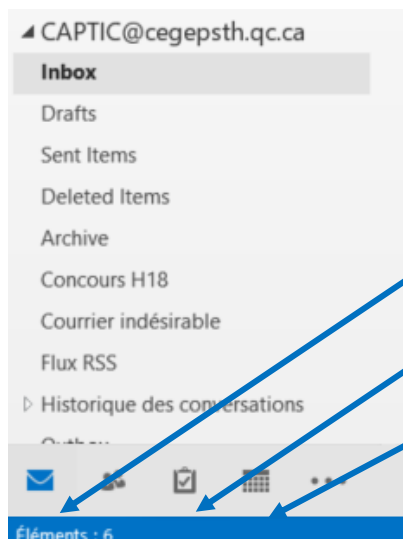 CAPTIC@cegepsth.qc.ca
Inbox
Drafts
Sent Items
Deleted Items
Archive
Concours H18
Courrier indésirable
Flux RSS
Historique des conversations
Éléments : 6